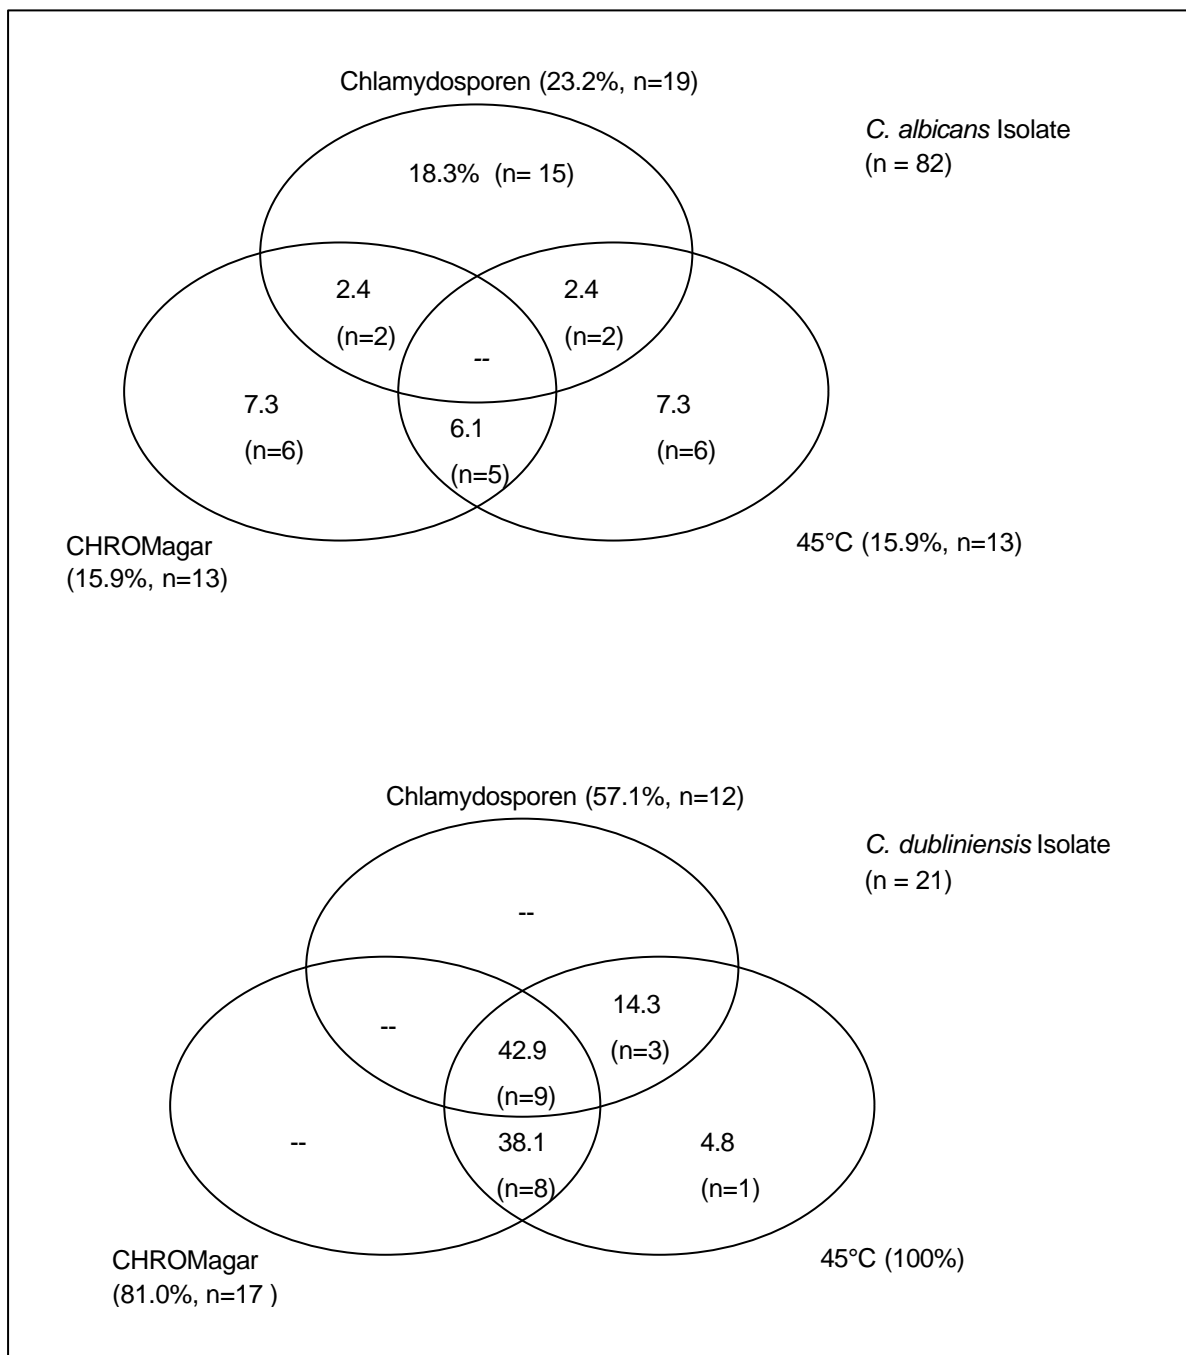 Chlamydosporen (23.2%, n=19)
C. albicans Isolate
(n = 82)
18.3% (n= 15)
2.4
(n=2)
2.4
(n=2)
--
7.3
(n=6)
6.1
(n=5)
7.3
(n=6)
CHROMagar
(15.9%, n=13)
45°C (15.9%, n=13)
Chlamydosporen (57.1%, n=12)
C. dubliniensis Isolate
(n = 21)
--
--
14.3
(n=3)
42.9
(n=9)
--
38.1
(n=8)
4.8
(n=1)
CHROMagar
(81.0%, n=17 )
45°C (100%)